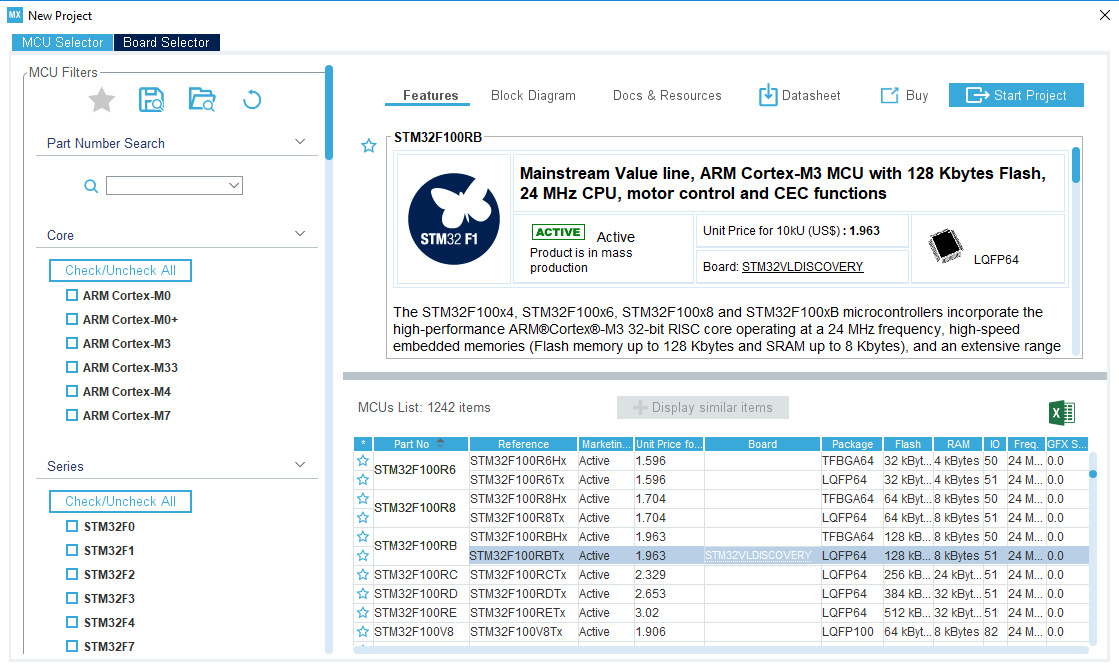 MX New Project
MCU Selector Board Selector
MCU Filters
Part Number Search
Core
Check/Uncheck All
ARM Cortex-M0
ARM Cortex-M0+
ARM Cortex-M3
ARM Cortex-M33
ARM Cortex-M4
ARM Cortex-M7
Series
Check/Uncheck All
STM32F0
STM32F1
STM32F2
STM32F3
STM32F4
STM32F7
Features Block Diagram Docs & Resources Datasheet Buy Start Project
STM32F100RB
STM32 F1
Mainstream Value line, ARM Cortex-M3 MCU with 128 Kbytes Flash,
24 MHz CPU, motor control and CEC functions
ACTIVE Active
Product is in mass
production
Unit Price for 10kU (US$) : 1.963
Board: STM32VLDISCOVERY
LQFP64
The STM32F100x4, STM32F100x6, STM32F100x8 and STM32F100xB microcontrollers incorporate the
high-performance ARM®Cortex®-M3 32-bit RISC core operating at a 24 MHz frequency, high-speed
embedded memories (Flash memory up to 128 Kbytes and SRAM up to 8 Kbytes), and an extensive range
MCUs List: 1242 items Display similar items X
* Part No Reference Marketin... Unit Price fo... Board Package Flash RAM IO Freq. GFX S...
STM32F100R6 STM32F100R6Hx Active 1.596 TFBGA64 32 kByt... 4 kBytes 50 24 M... 0.0
STM32F100R6Tx Active 1.596 LQFP64 32 kByt... 4 kBytes 51 24 M... 0.0
STM32F100R8 STM32F100R8Hx Active 1.704 TFBGA64 64 kByt... 8 kBytes 50 24 M... 0.0
STM32F100R8Tx Active 1.704 LQFP64 64 kByt... 8 kBytes 51 24 M... 0.0
STM32F100RB STM32F100RBHx Active 1.963 TFBGA64 128 kB... 8 kBytes 50 24 M... 0.0
STM32F100RBTx Active 1.963 STM32VLDISCOVERY LQFP64 128 kB... 8 kBytes 51 24 M... 0.0
STM32F100RC STM32F100RCTx Active 2.329 LQFP64 256 kB... 24 kByt... 51 24 M... 0.0
STM32F100RD STM32F100RDTx Active 2.653 LQFP64 384 kB... 32 kByt... 51 24 M... 0.0
STM32F100RE STM32F100RETx Active 3.02 LQFP64 512 kB... 32 kByt... 51 24 M... 0.0
STM32F100V8 STM32F100V8Tx Active 1.906 LQFP100 64 kByt... 8 kBytes 82 24 M... 0.0